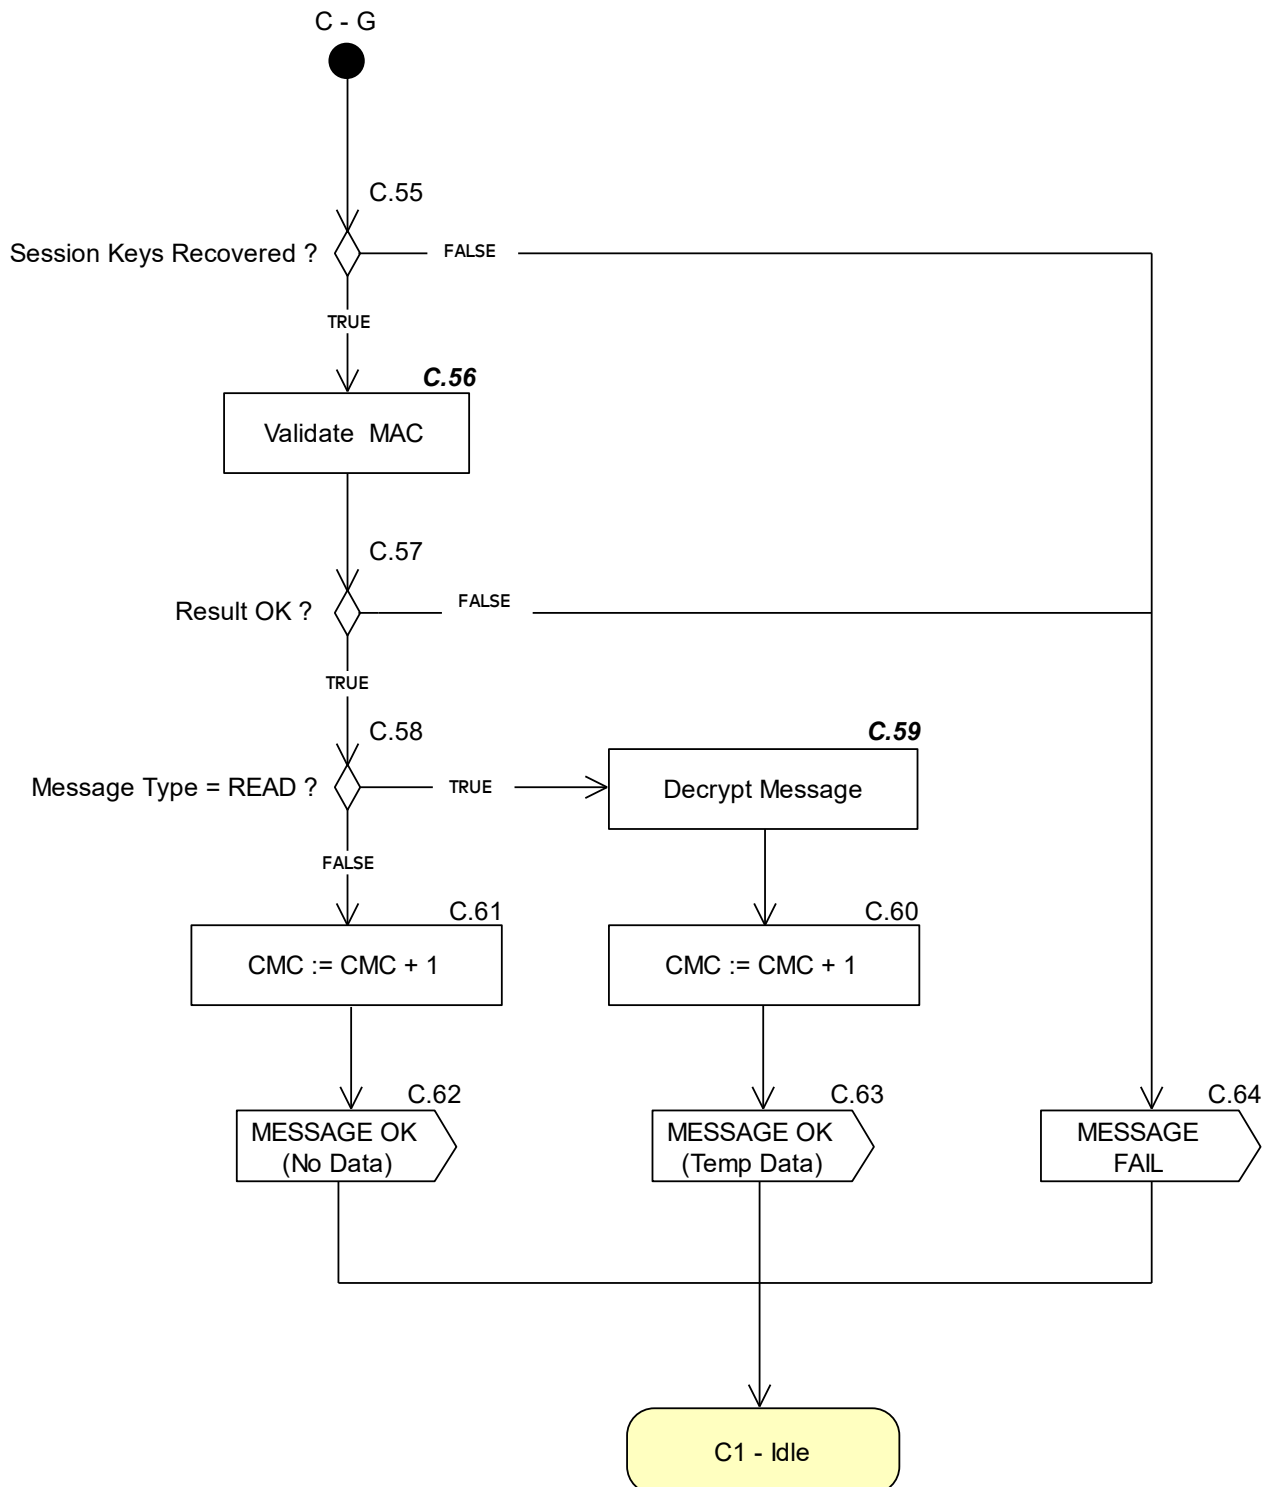 C - G
C.55
Session Keys Recovered ?
FALSE
TRUE
C.56
Validate  MAC
C.57
Result OK ?
FALSE
TRUE
C.58
Message Type = READ ?
TRUE
C.59
Decrypt Message
FALSE
C.61
CMC := CMC + 1
C.60
CMC := CMC + 1
C.62
MESSAGE OK
(No Data)
C.63
MESSAGE OK
(Temp Data)
C.64
MESSAGE
FAIL
C1 - Idle